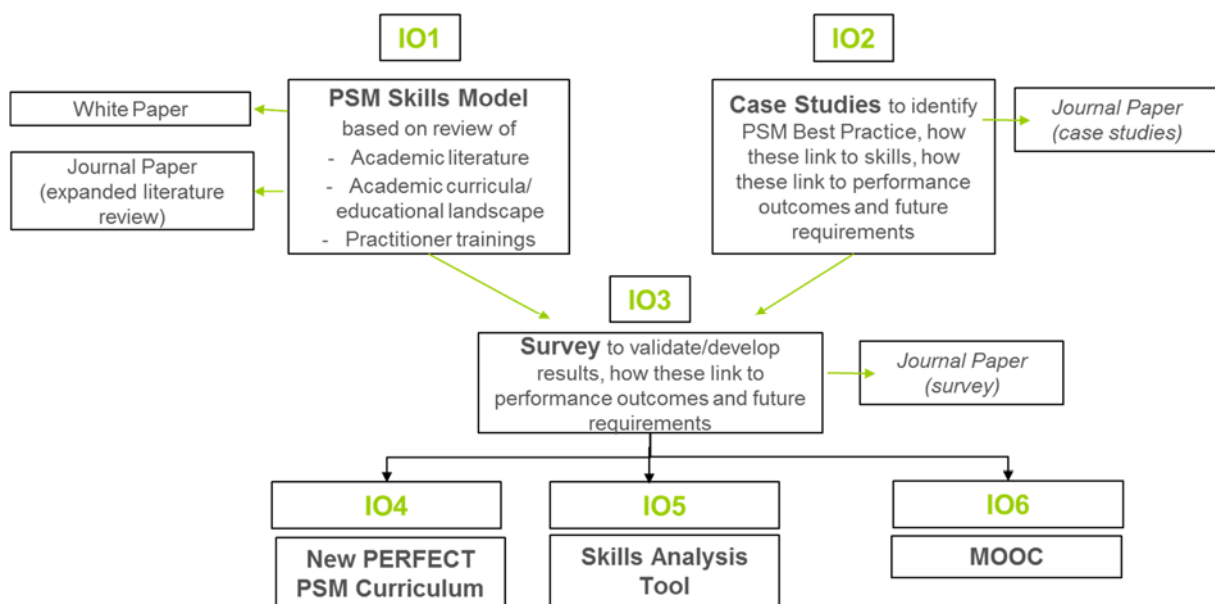 IO1
IO2
White Paper
Journal Paper
(expanded literature
review)
PSM Skills Model
based on review of
- Academic literature
- Academic curricula/
educational landscape
- Practitioner trainings
Case Studies to identify
PSM Best Practice, how
these link to skills, how
these link to performance
outcomes and future
requirements
Journal Paper
(case studies)
IO3
Survey to validate/develop
results, how these link to
performance outcomes and future
requirements
Journal Paper
(survey)
IO4
New PERFECT
PSM Curriculum
IO5
Skills Analysis
Tool
IO6
MOOC